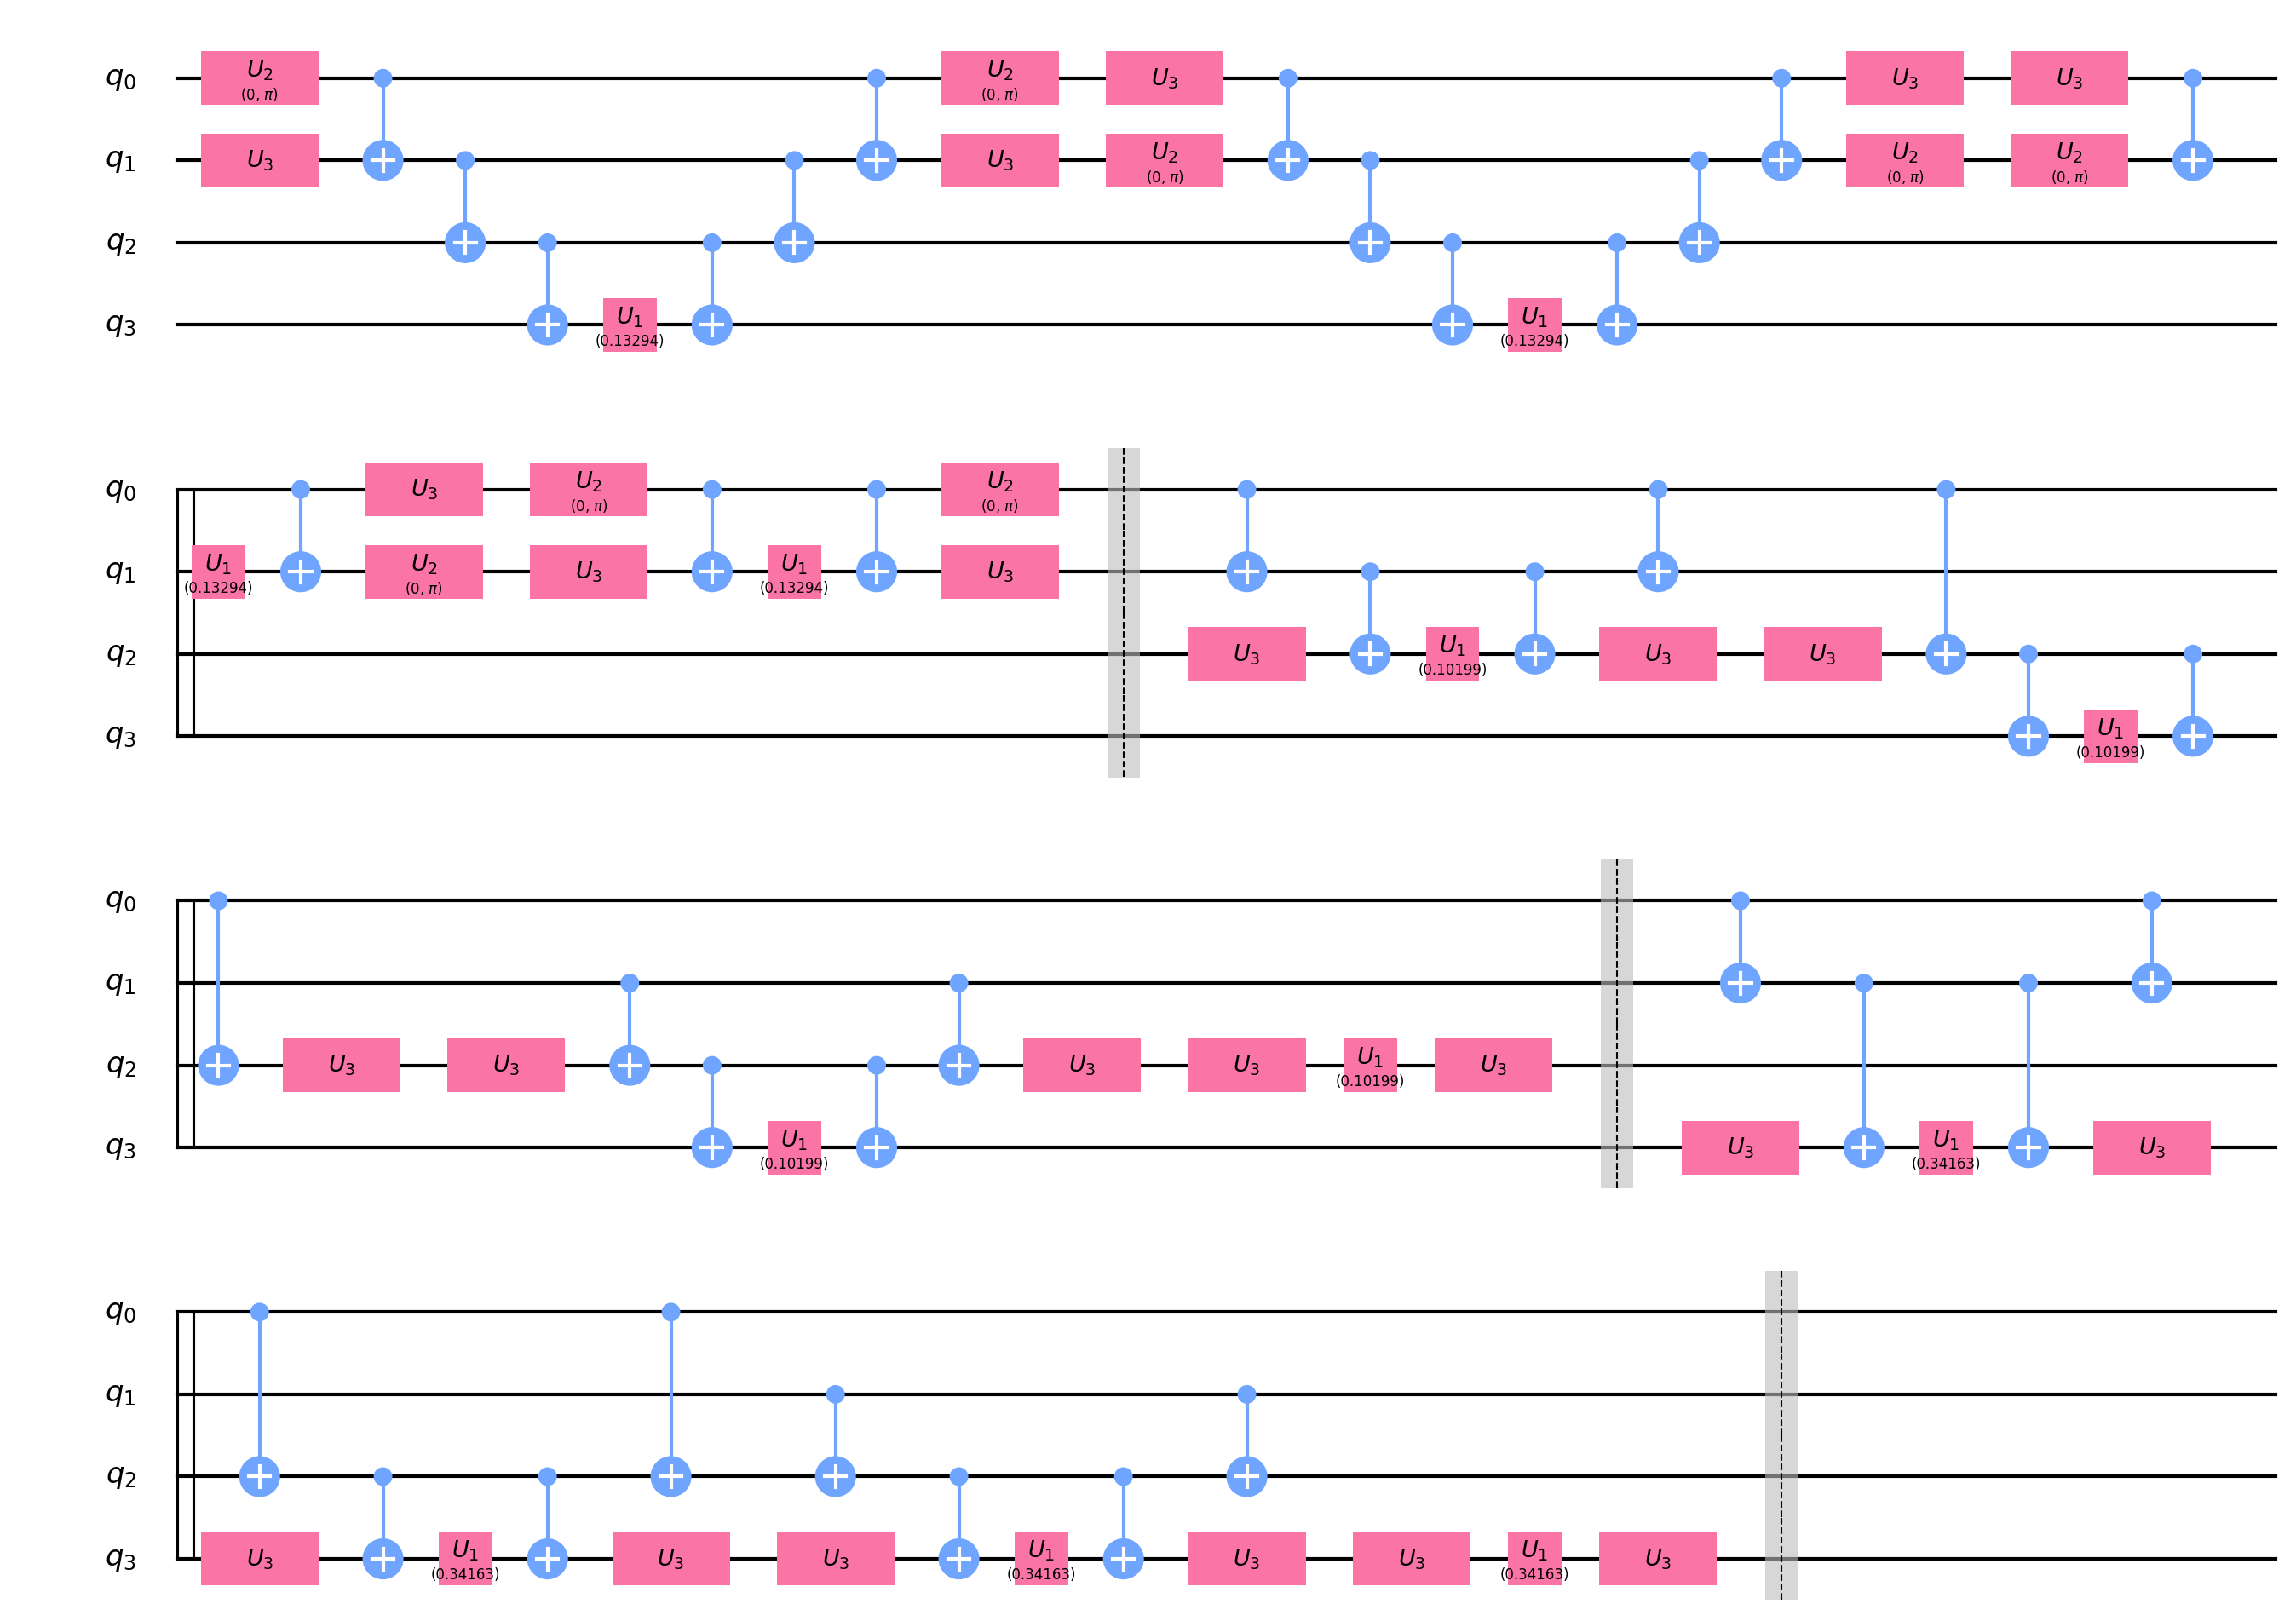 q0 U2 U2 U3 U3 U3
(0, π) (0, π)
q1 U3 U3 U2 U2 U2
(0, π) (0, π) (0, π)
q2
q3 U1 U1
(0.13294) (0.13294)
q0 U3 U2 U2
(0, π) (0, π)
q1 U1 U2 U3 U1 U3
(0.13294) (0, π) (0.13294)
q2 U3 U1 U3 U3
(0.10199)
q3 U1
(0.10199)
q0
q1
q2 U3 U3 U3 U3 U1 U3
(0.10199)
q3 U1 U3 U1 U3
(0.10199) (0.34163)
q0
q1
q2
q3 U3 U1 U3 U3 U1 U3 U3 U1 U3
(0.34163) (0.34163) (0.34163)